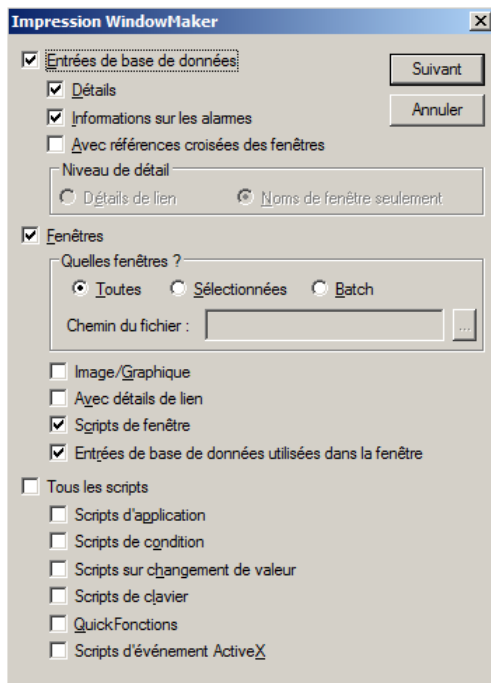 Impression WindowMaker
Entrées de base de données
Suivant
Détails
Annuler
Informations sur les alarmes
Avec références croisées des fenêtres
Niveau de détail
Détails de lien
Noms de fenêtre seulement
Fenêtres
Quelles fenêtres ?
Toutes
Sélectionnées
Batch
Chemin du fichier :
...
Image/Graphique
Avec détails de lien
Scripts de fenêtre
Entrées de base de données utilisées dans la fenêtre
Tous les scripts
Scripts d'application
Scripts de condition
Scripts sur changement de valeur
Scripts de clavier
QuickFonctions
Scripts d'événement ActiveX